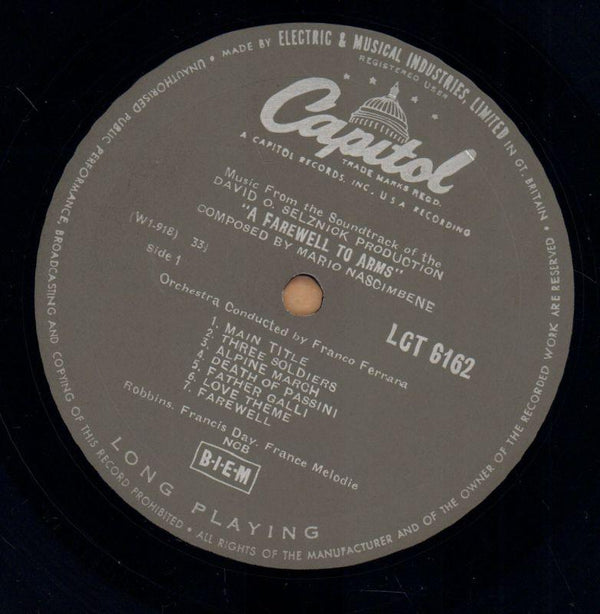 MADE BY ELECTRIC & MUSICAL INDUSTRIES, LIMITED IN GT. BRITAIN • ALL RIGHTS OF THE MANUFACTURER AND OF THE OWNER OF THE RECORDED WORK ARE RESERVED
UNAUTHORISED PUBLIC PERFORMANCE, BROADCASTING AND COPYING OF THIS RECORD PROHIBITED •
REGISTERED USER
Capitol
TRADE MARKS REGD.
A CAPITOL RECORDS, INC. U S A RECORDING
Music From the Soundtrack of the
DAVID O. SELZNICK PRODUCTION
"A FAREWELL TO ARMS"
COMPOSED BY MARIO NASCIMBENE
(W1-918) 33⅓
Side 1
LCT 6162
Orchestra Conducted by Franco Ferrara
1. MAIN TITLE
2. THREE SOLDIERS
3. ALPINE MARCH
4. DEATH OF PASSINI
5. FATHER GALLI
6. LOVE THEME
7. FAREWELL
Robbins. Francis Day. France Melodie
NCB
B·I·E·M
LONG PLAYING